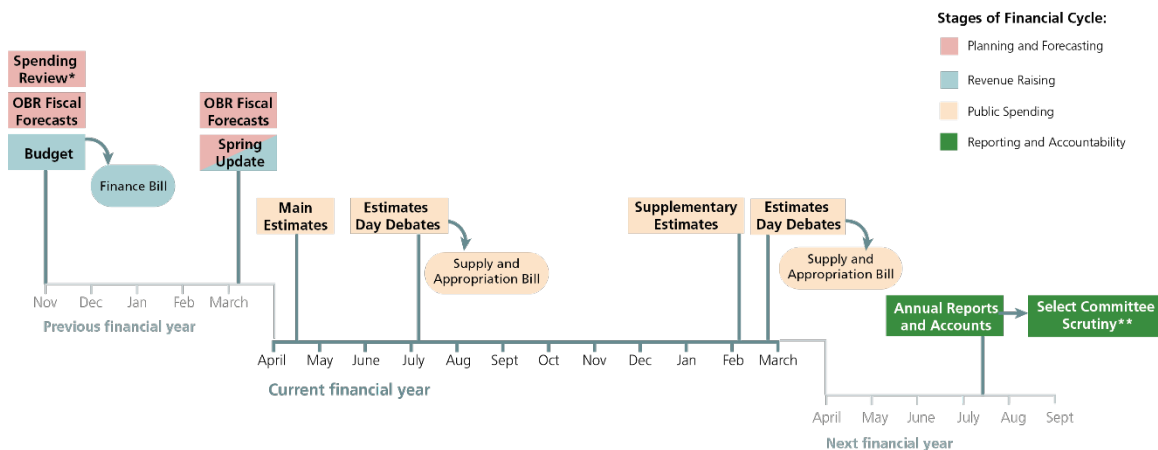 Stages of Financial Cycle:
Planning and Forecasting
Revenue Raising
Public Spending
Reporting and Accountability
Spending
Review*
OBR Fiscal
Forecasts
Budget
Finance Bill
OBR Fiscal
Forecasts
Spring
Update
Main
Estimates
Estimates
Day Debates
Supply and
Appropriation Bill
Supplementary
Estimates
Estimates
Day Debates
Supply and
Appropriation Bill
Annual Reports
and Accounts
Select Committee
Scrutiny**
Nov Dec Jan Feb March
Previous financial year
April May June July Aug Sept Oct Nov Dec Jan Feb March
Current financial year
April May June July Aug Sept
Next financial year